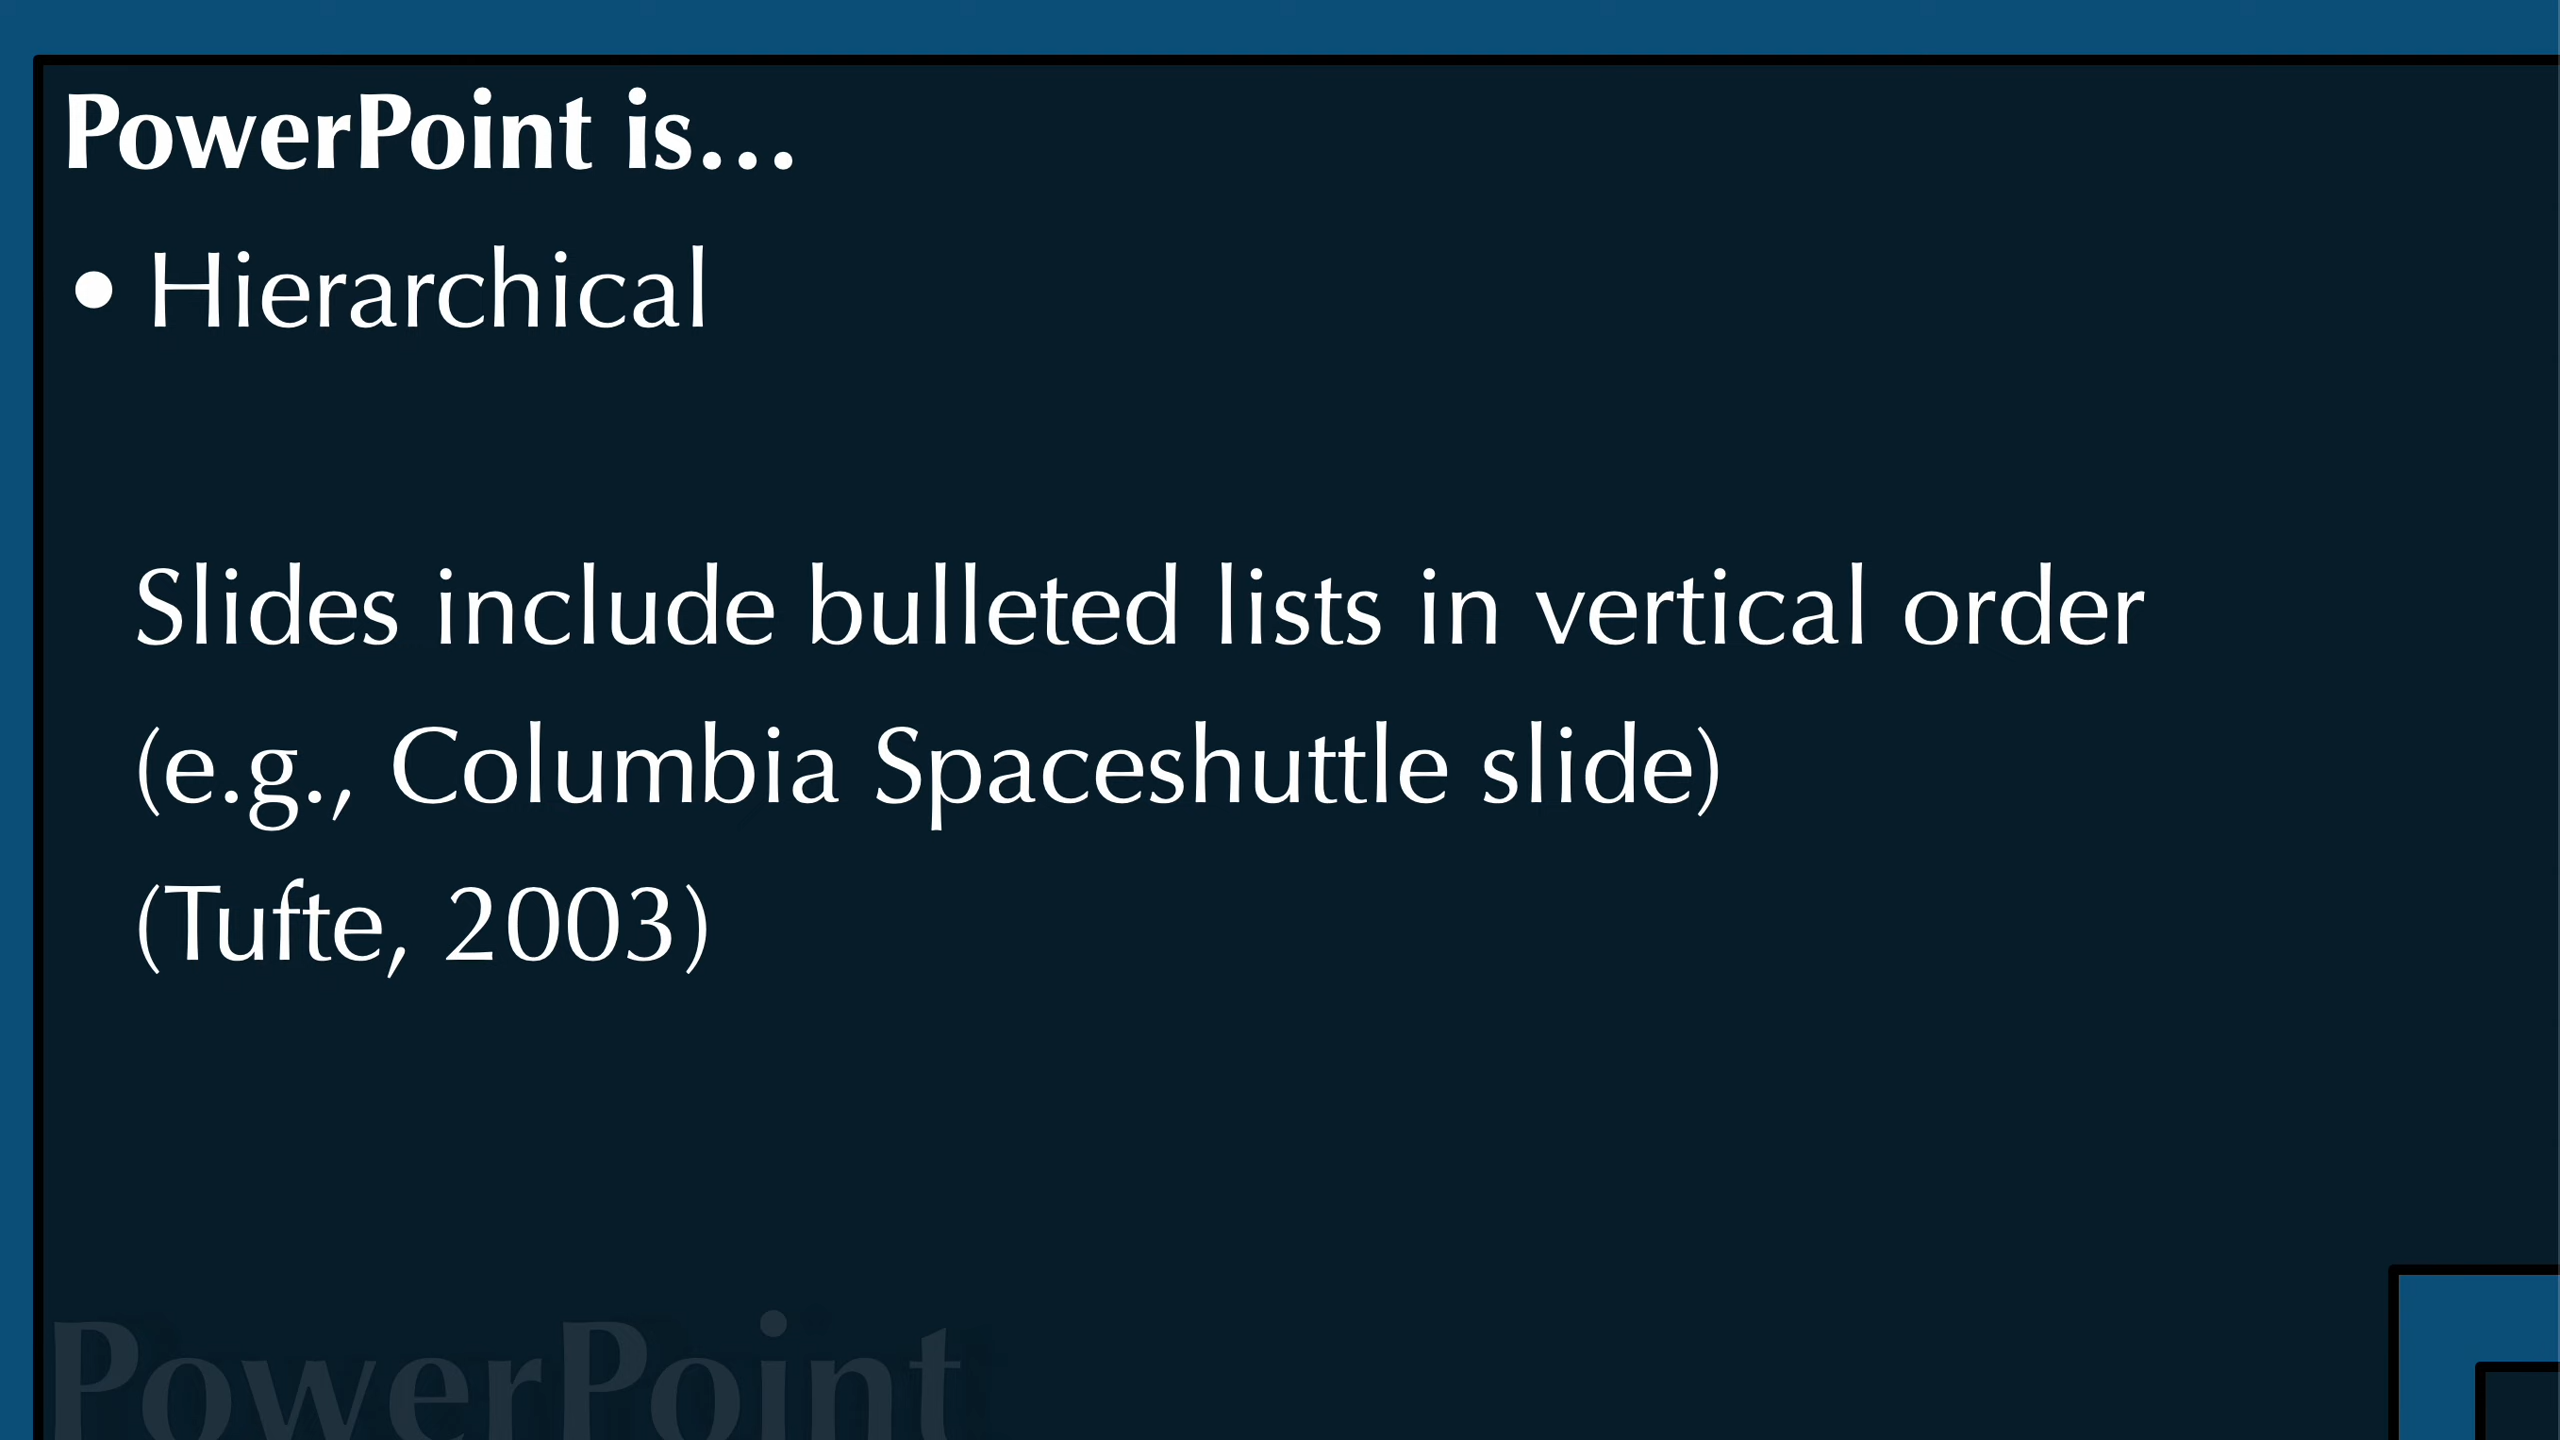 PowerPoint is...
• Hierarchical
Slides include bulleted lists in vertical order
(e.g., Columbia Spaceshuttle slide)
(Tufte, 2003)
PowerPoint